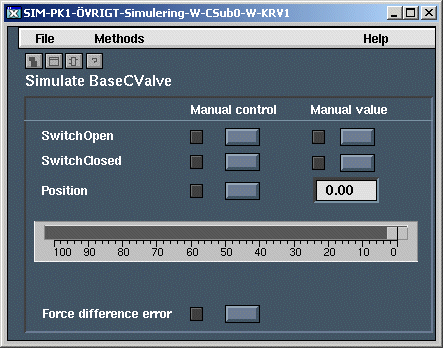 SIM-PK1-ÖVRIGT-Simulering-W-CSub0-W-KRV1
File Methods Help
?
Simulate BaseCValve
Manual control Manual value
SwitchOpen
SwitchClosed
Position 0.00
100 90 80 70 60 50 40 30 20 10 0
Force difference error